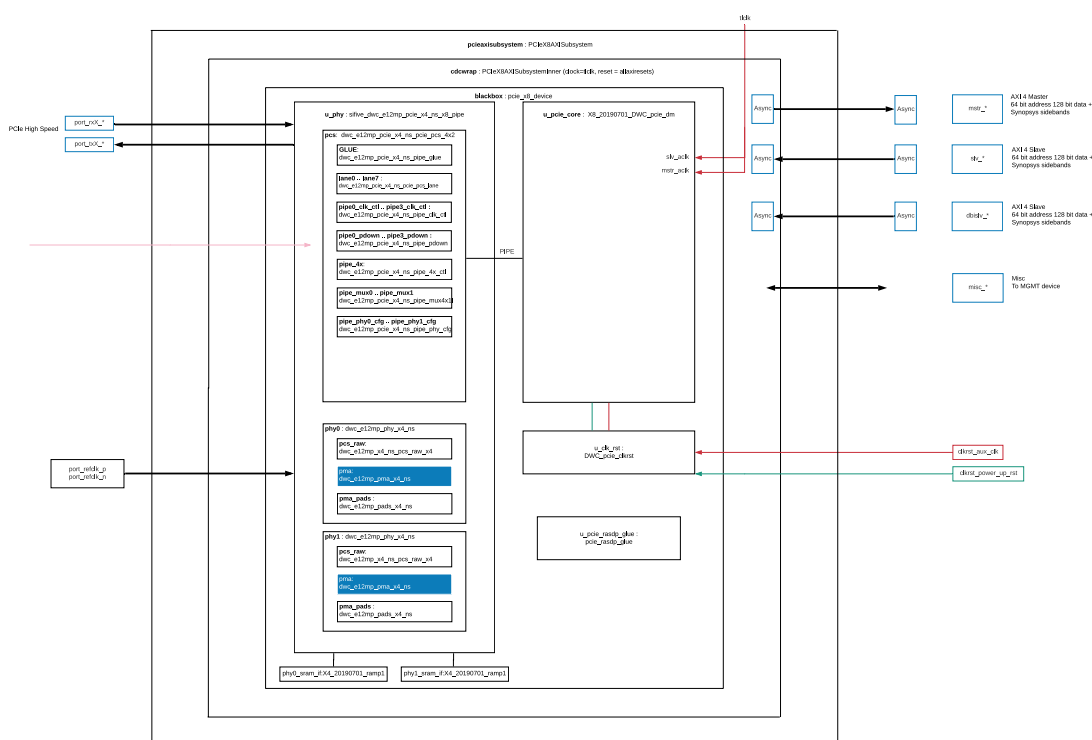 tlclk
pcieaxisubsystem : PCIeX8AXISubsystem
cdcwrap : PCIeX8AXISubsystemInner (clock=tlclk, reset = allaxiresets)
blackbox : pcie_x8_device
u_phy : sifive_dwc_e12mp_pcie_x4_ns_x8_pipe
u_pcie_core : X8_20190701_DWC_pcie_dm
PCIe High Speed
port_rxX_*
port_txX_*
pcs: dwc_e12mp_pcie_x4_ns_pcie_pcs_4x2
GLUE:
dwc_e12mp_pcie_x4_ns_pipe_glue
lane0 .. lane7 :
dwc_e12mp_pcie_x4_ns_pcie_pcs_lane
pipe0_clk_ctl .. pipe3_clk_ctl :
dwc_e12mp_pcie_x4_ns_pipe_clk_ctl
pipe0_pdown .. pipe3_pdown :
dwc_e12mp_pcie_x4_ns_pipe_pdown
pipe_4x:
dwc_e12mp_pcie_x4_ns_pipe_4x_ctl
pipe_mux0 .. pipe_mux1
dwc_e12mp_pcie_x4_ns_pipe_mux4x1
pipe_phy0_cfg .. pipe_phy1_cfg
dwc_e12mp_pcie_x4_ns_pipe_phy_cfg
PIPE
slv_aclk
mstr_aclk
Async
Async
mstr_*
AXI 4 Master
64 bit address 128 bit data +
Synopsys sidebands
Async
Async
slv_*
AXI 4 Slave
64 bit address 128 bit data +
Synopsys sidebands
Async
Async
dbislv_*
AXI 4 Slave
64 bit address 128 bit data +
Synopsys sidebands
misc_*
Misc
To MGMT device
port_refclk_p
port_refclk_n
phy0 : dwc_e12mp_phy_x4_ns
pcs_raw:
dwc_e12mp_x4_ns_pcs_raw_x4
pma:
dwc_e12mp_pma_x4_ns
pma_pads :
dwc_e12mp_pads_x4_ns
phy1 : dwc_e12mp_phy_x4_ns
pcs_raw:
dwc_e12mp_x4_ns_pcs_raw_x4
pma:
dwc_e12mp_pma_x4_ns
pma_pads :
dwc_e12mp_pads_x4_ns
u_clk_rst :
DWC_pcie_clkrst
clkrst_aux_clk
clkrst_power_up_rst
u_pcie_rasdp_glue :
pcie_rasdp_glue
phy0_sram_if:X4_20190701_ramp1
phy1_sram_if:X4_20190701_ramp1